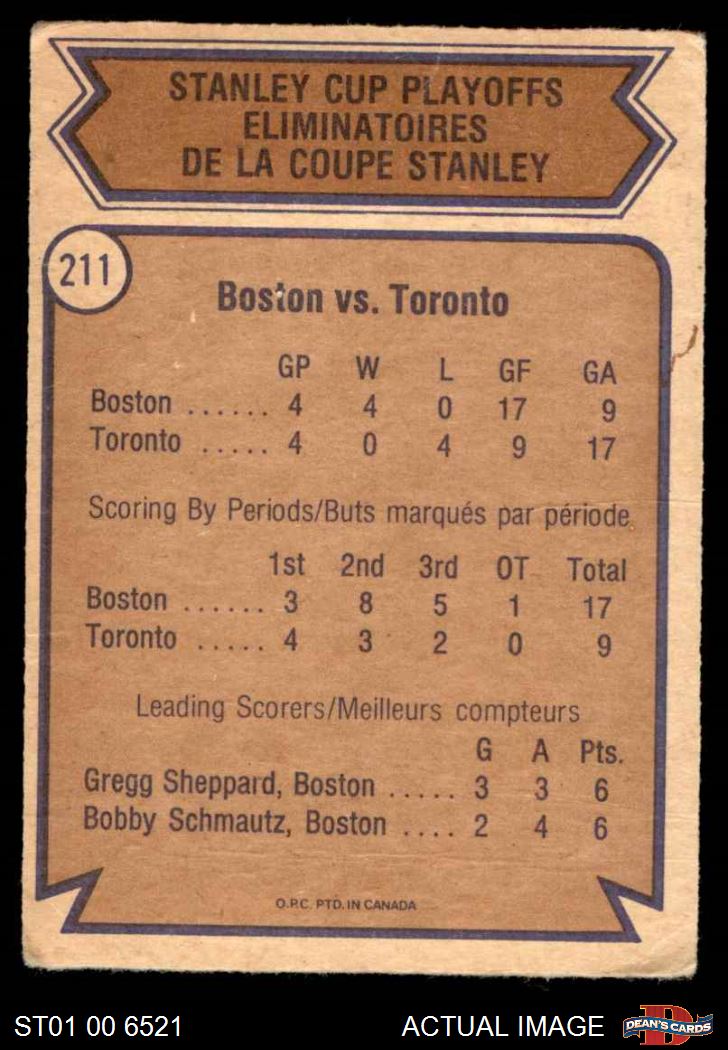 STANLEY CUP PLAYOFFS
ELIMINATOIRES
DE LA COUPE STANLEY
211
Boston vs. Toronto
GP W L GF GA
Boston ...... 4 4 0 17 9
Toronto ..... 4 0 4 9 17
Scoring By Periods/Buts marqués par période
1st 2nd 3rd OT Total
Boston ...... 3 8 5 1 17
Toronto ..... 4 3 2 0 9
Leading Scorers/Meilleurs compteurs
G A Pts.
Gregg Sheppard, Boston ..... 3 3 6
Bobby Schmautz, Boston .... 2 4 6
O.P.C. PTD. IN CANADA
ST01 00 6521 ACTUAL IMAGE DEAN'S CARDS